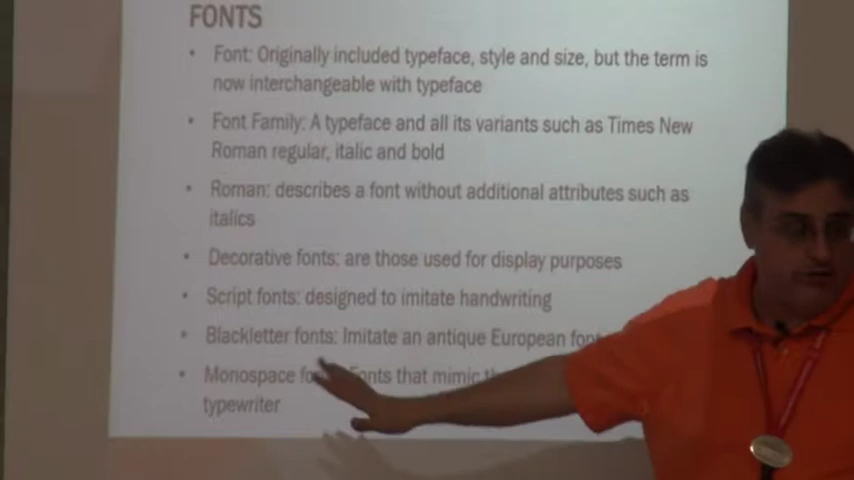 FONTS
• Font: Originally included typeface, style and size, but the term is
now interchangeable with typeface
• Font Family: A typeface and all its variants such as Times New
Roman regular, italic and bold
• Roman: describes a font without additional attributes such as
italics
• Decorative fonts: are those used for display purposes
• Script fonts: designed to imitate handwriting
• Blackletter fonts: Imitate an antique European
• Monospace Fonts that mimic
typewriter